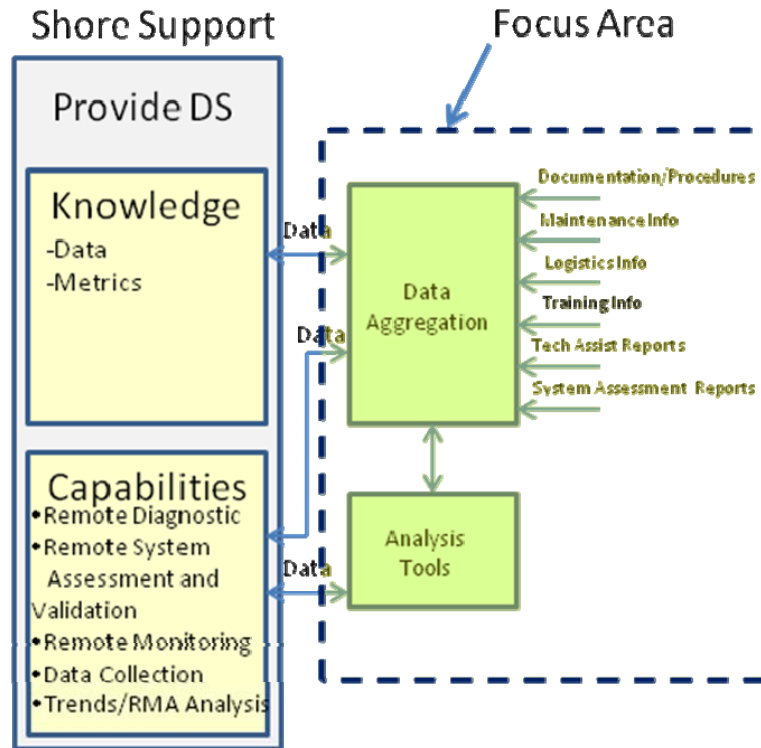 Shore Support
Focus Area
Provide DS
Knowledge
-Data
-Metrics
Capabilities
•Remote Diagnostic
•Remote System
Assessment and
Validation
•Remote Monitoring
•Data Collection
•Trends/RMA Analysis
Data
Data
Data
Data
Aggregation
Analysis
Tools
Documentation/Procedures
Maintenance Info
Logistics Info
Training Info
Tech Assist Reports
System Assessment Reports